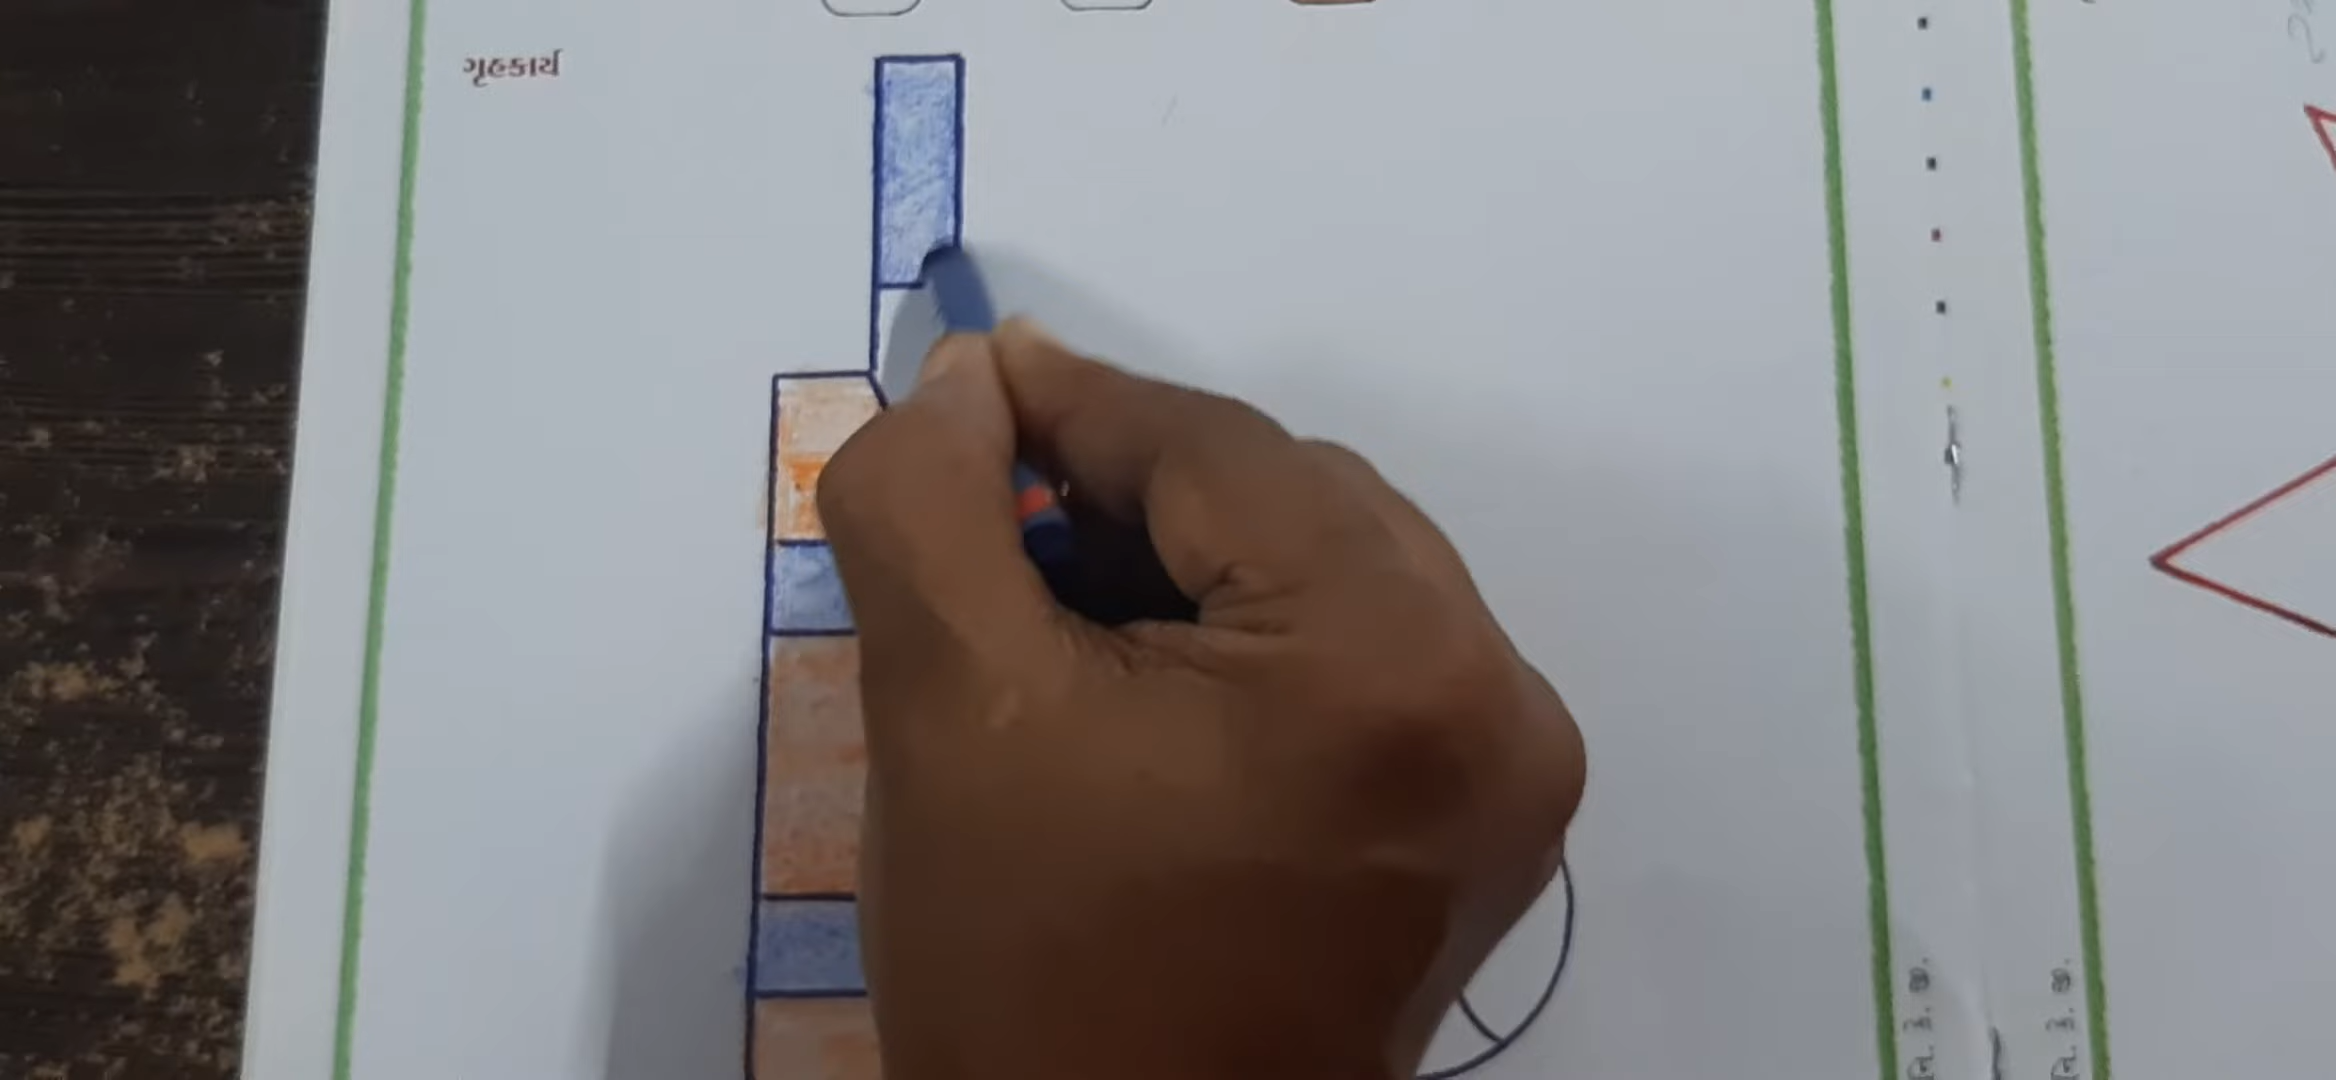 ગૃહકાર્ય
નિ. રૂ. છા.
નિ. રૂ. છા.